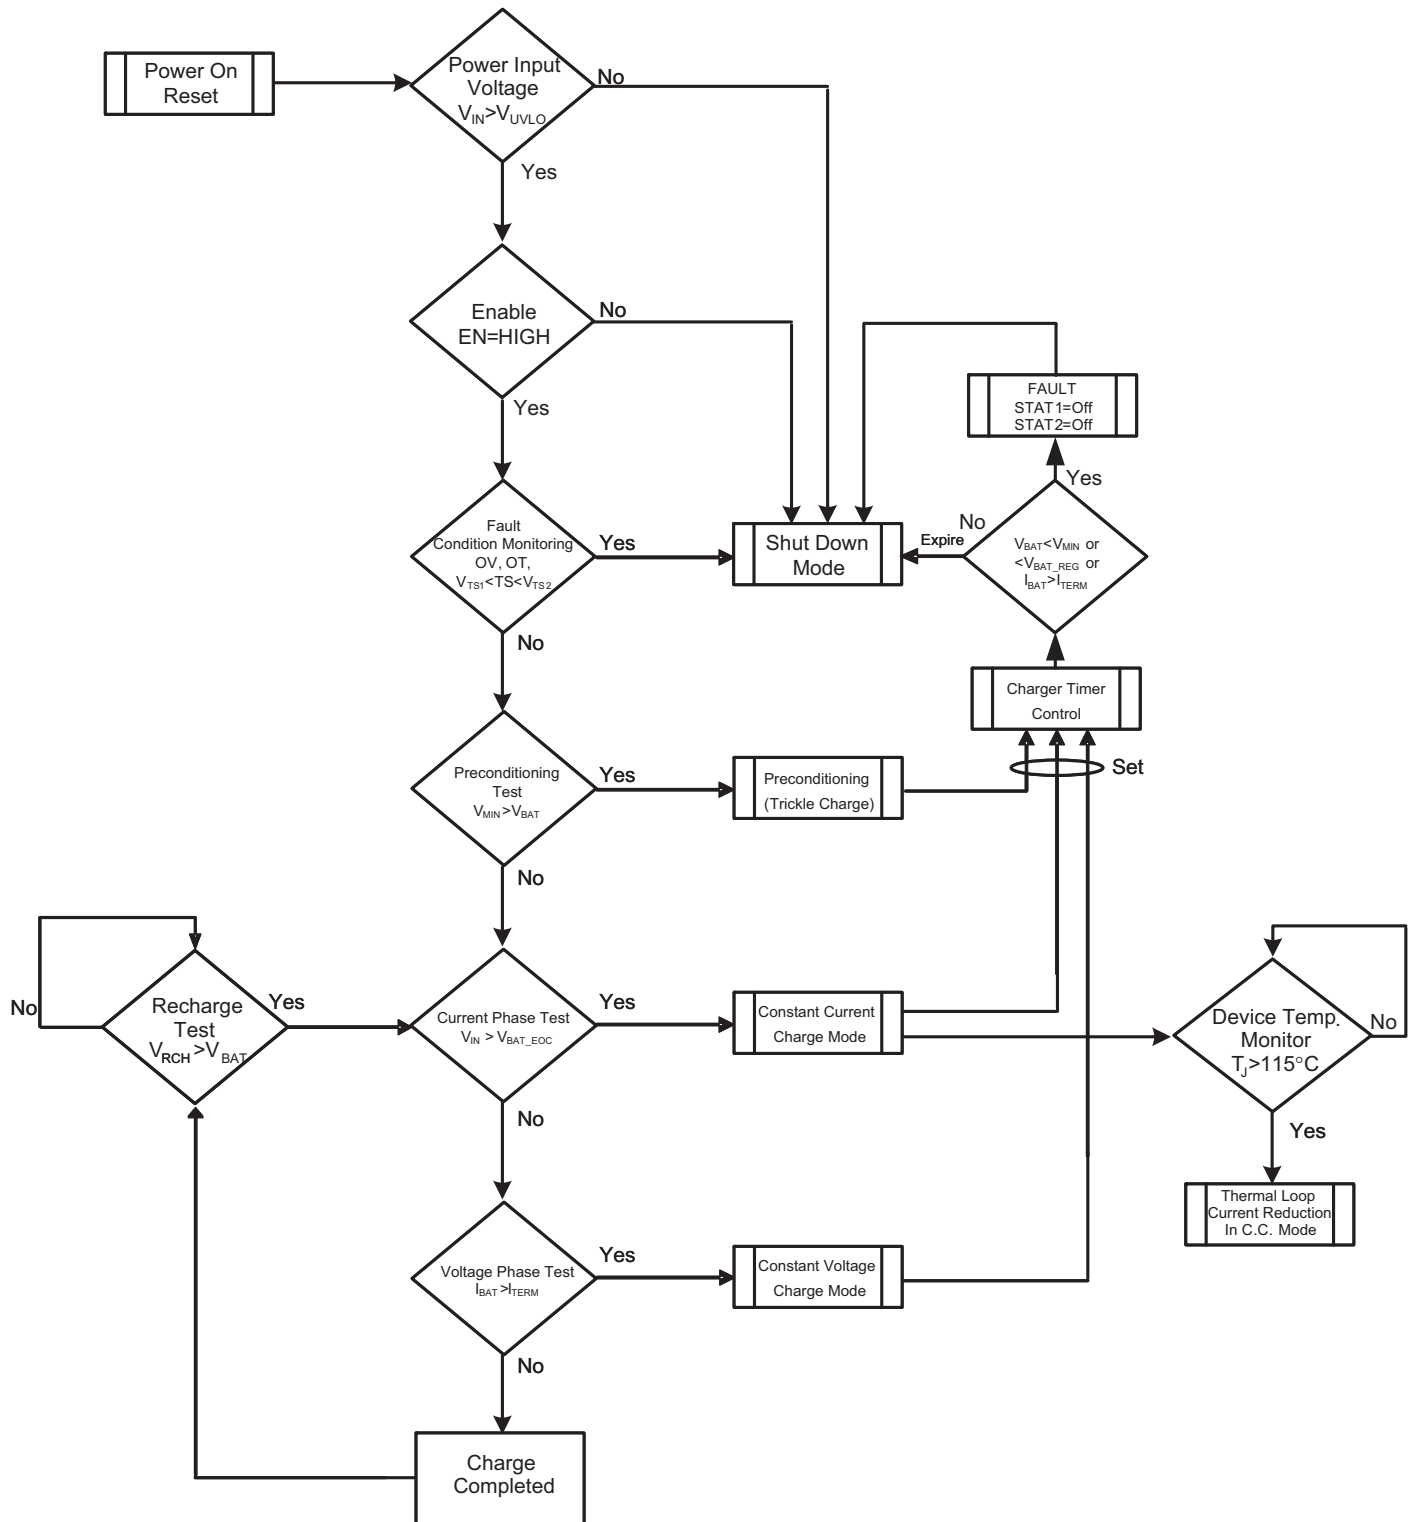 Power On
Reset
Power Input
Voltage
VIN>VUVLO
No
Yes
Enable
EN=HIGH
No
Yes
FAULT
STAT1=Off
STAT2=Off
Yes
Fault
Condition Monitoring
OV, OT,
VTS1<TS<VTS2
Yes
No
Shut Down
Mode
Expire
No
VBAT<VMIN or
<VBAT_REG or
IBAT>ITERM
Charger Timer
Control
Set
Preconditioning
Test
VMIN>VBAT
Yes
No
Preconditioning
(Trickle Charge)
No
Recharge
Test
VRCH>VBAT
Yes
Current Phase Test
VIN > VBAT_EOC
Yes
No
Constant Current
Charge Mode
Device Temp.
Monitor
TJ>115°C
No
Yes
Thermal Loop
Current Reduction
In C.C. Mode
Voltage Phase Test
IBAT>ITERM
Yes
No
Constant Voltage
Charge Mode
Charge
Completed